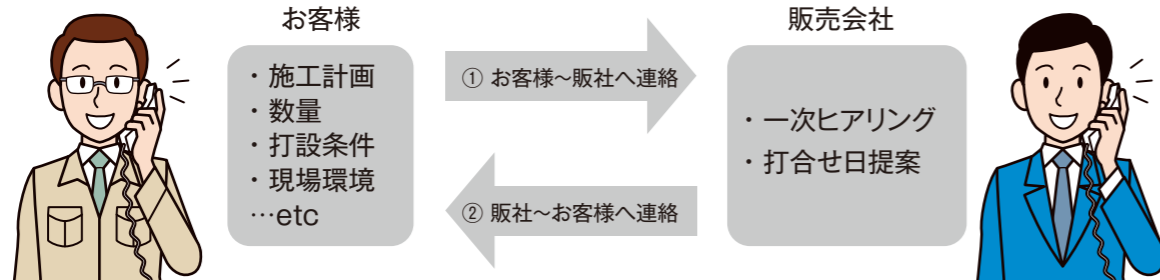 お客様
・施工計画
・数量
・打設条件
・現場環境
…etc
① お客様～販社へ連絡
② 販社～お客様へ連絡
販売会社
・一次ヒアリング
・打合せ日提案